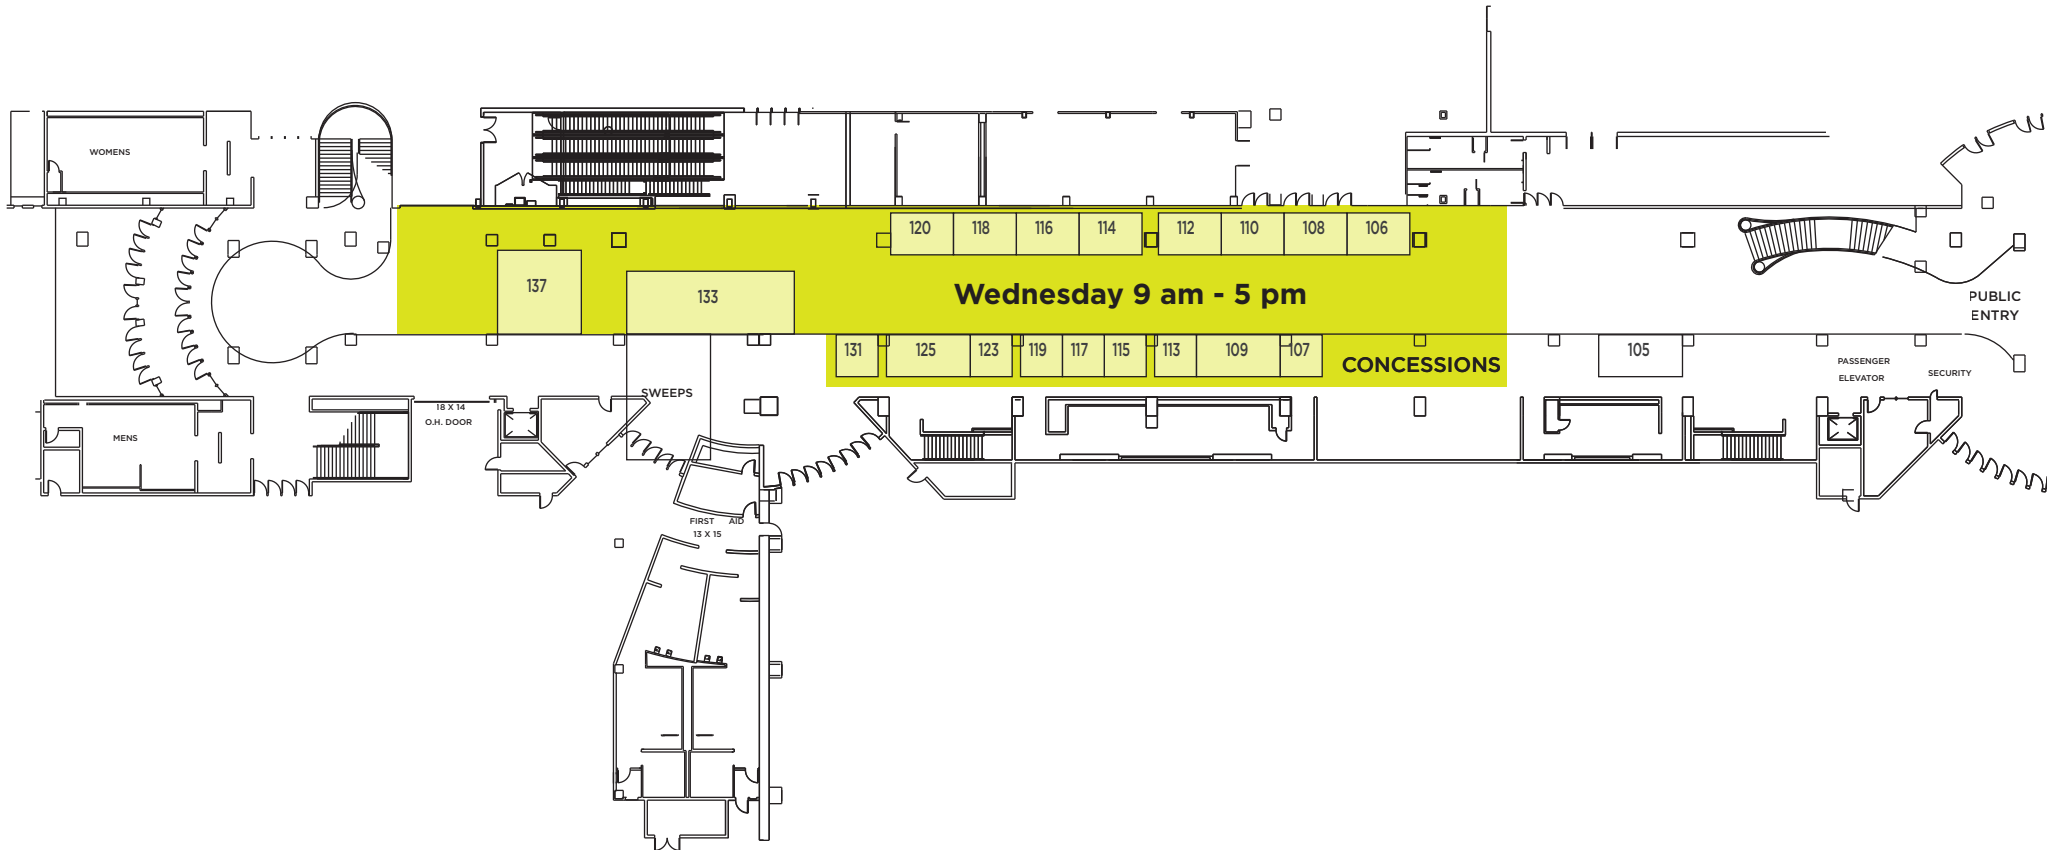 WOMENS
120
118
116
114
112
110
108
106
137
133
Wednesday 9 am - 5 pm
PUBLIC
ENTRY
131
125
123
119
117
115
113
109
107
CONCESSIONS
105
PASSENGER
ELEVATOR
SECURITY
SWEEPS
18 X 14
O.H. DOOR
MENS
FIRST AID
13 X 15